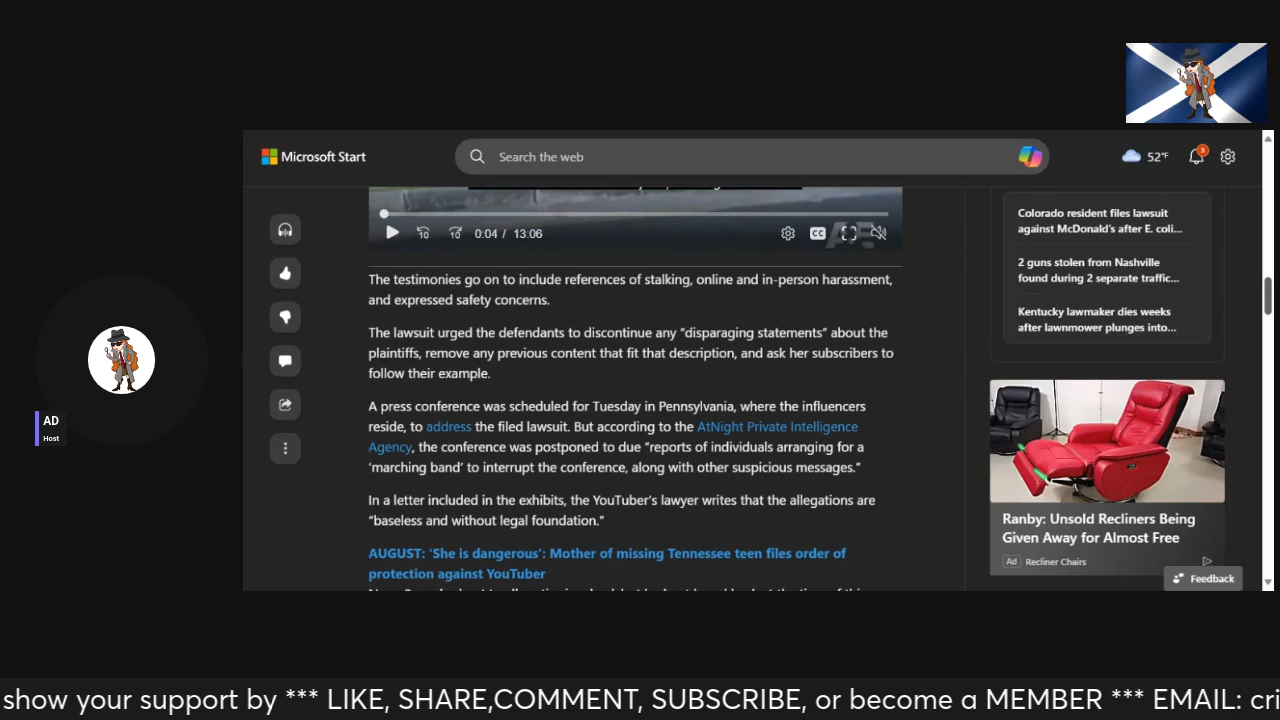 Microsoft Start
Search the web
3
52°F
10
10
0:04 / 13:06
CC
The testimonies go on to include references of stalking, online and in-person harassment,
and expressed safety concerns.
The lawsuit urged the defendants to discontinue any “disparaging statements” about the
plaintiffs, remove any previous content that fit that description, and ask her subscribers to
follow their example.
A press conference was scheduled for Tuesday in Pennsylvania, where the influencers
reside, to address the filed lawsuit. But according to the AtNight Private Intelligence
Agency, the conference was postponed to due “reports of individuals arranging for a
‘marching band’ to interrupt the conference, along with other suspicious messages.”
In a letter included in the exhibits, the YouTuber’s lawyer writes that the allegations are
“baseless and without legal foundation.”
AUGUST: ‘She is dangerous’: Mother of missing Tennessee teen files order of
protection against YouTuber
Colorado resident files lawsuit
against McDonald's after E. coli...
2 guns stolen from Nashville
found during 2 separate traffic...
Kentucky lawmaker dies weeks
after lawnmower plunges into...
Ranby: Unsold Recliners Being
Given Away for Almost Free
Ad Recliner Chairs
Feedback
AD
Host
show your support by *** LIKE, SHARE,COMMENT, SUBSCRIBE, or become a MEMBER *** EMAIL: cri